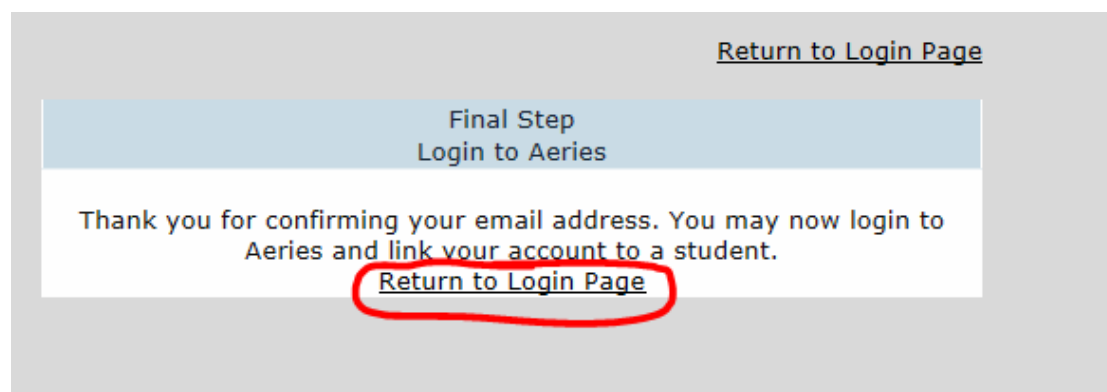 Return to Login Page
Final Step
Login to Aeries
Thank you for confirming your email address. You may now login to
Aeries and link your account to a student.
Return to Login Page